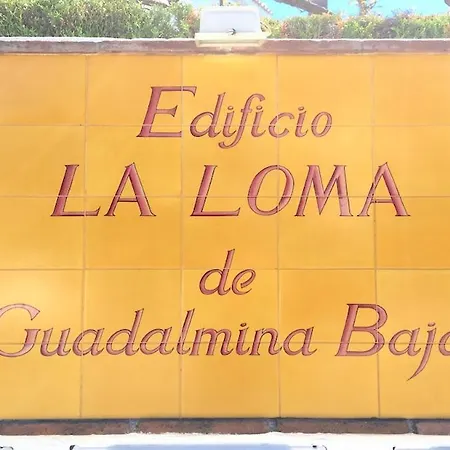 Edificio
LA LOMA
de
Guadalmina Baja